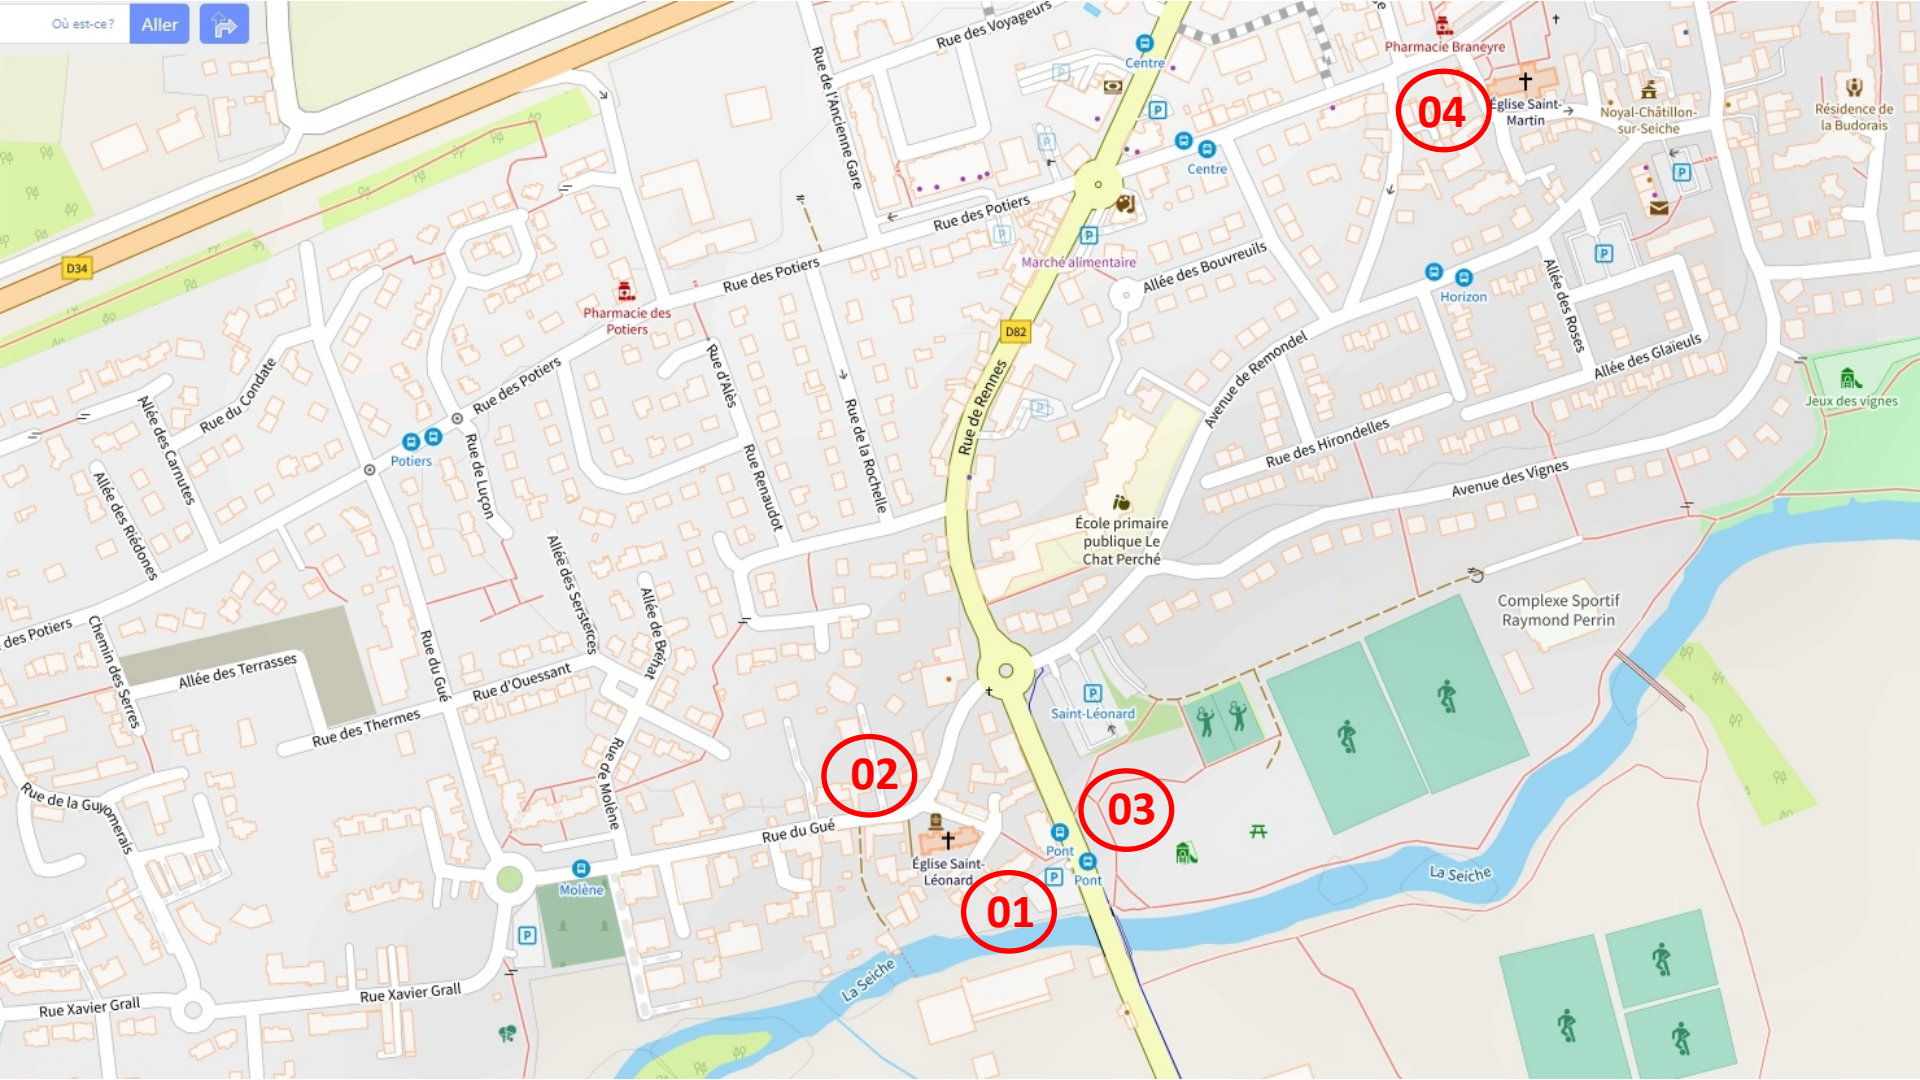 Où est-ce?
Aller
Rue des Voyageurs
Centre
Pharmacie Braneyre
04
Église Saint-
Martin
Noyal-Châtillon-
sur-Seiche
Résidence de
la Budorais
Rue de l'Ancienne Gare
P
P
P
Centre
P
Rue des Potiers
P
P
Marché alimentaire
Allée des Bouvreuils
P
D34
Rue des Potiers
Pharmacie des
Potiers
Horizon
Allée des Roses
D82
Rue de Rennes
Avenue de Remondel
Allée des Glaïeuls
Jeux des vignes
Rue d'Alès
Rue des Potiers
Rue du Condate
Allée des Carnutes
Potiers
Rue de Luçon
Rue de la Rochelle
P
Rue des Hirondelles
Avenue des Vignes
Allée des Riédones
Rue Renaudot
École primaire
publique Le
Chat Perché
Allée des Sersterces
Allée de Bréhat
Complexe Sportif
Raymond Perrin
des Potiers
Chemin des Serres
Allée des Terrasses
Rue du Gué
Rue d'Ouessant
Rue des Thermes
P
Saint-Léonard
Rue de Molène
02
03
Rue de la Guyomerais
Rue du Gué
Église Saint-
Léonard
Pont
P
Pont
La Seiche
Molène
01
P
La Seiche
Rue Xavier Grall
Rue Xavier Grall